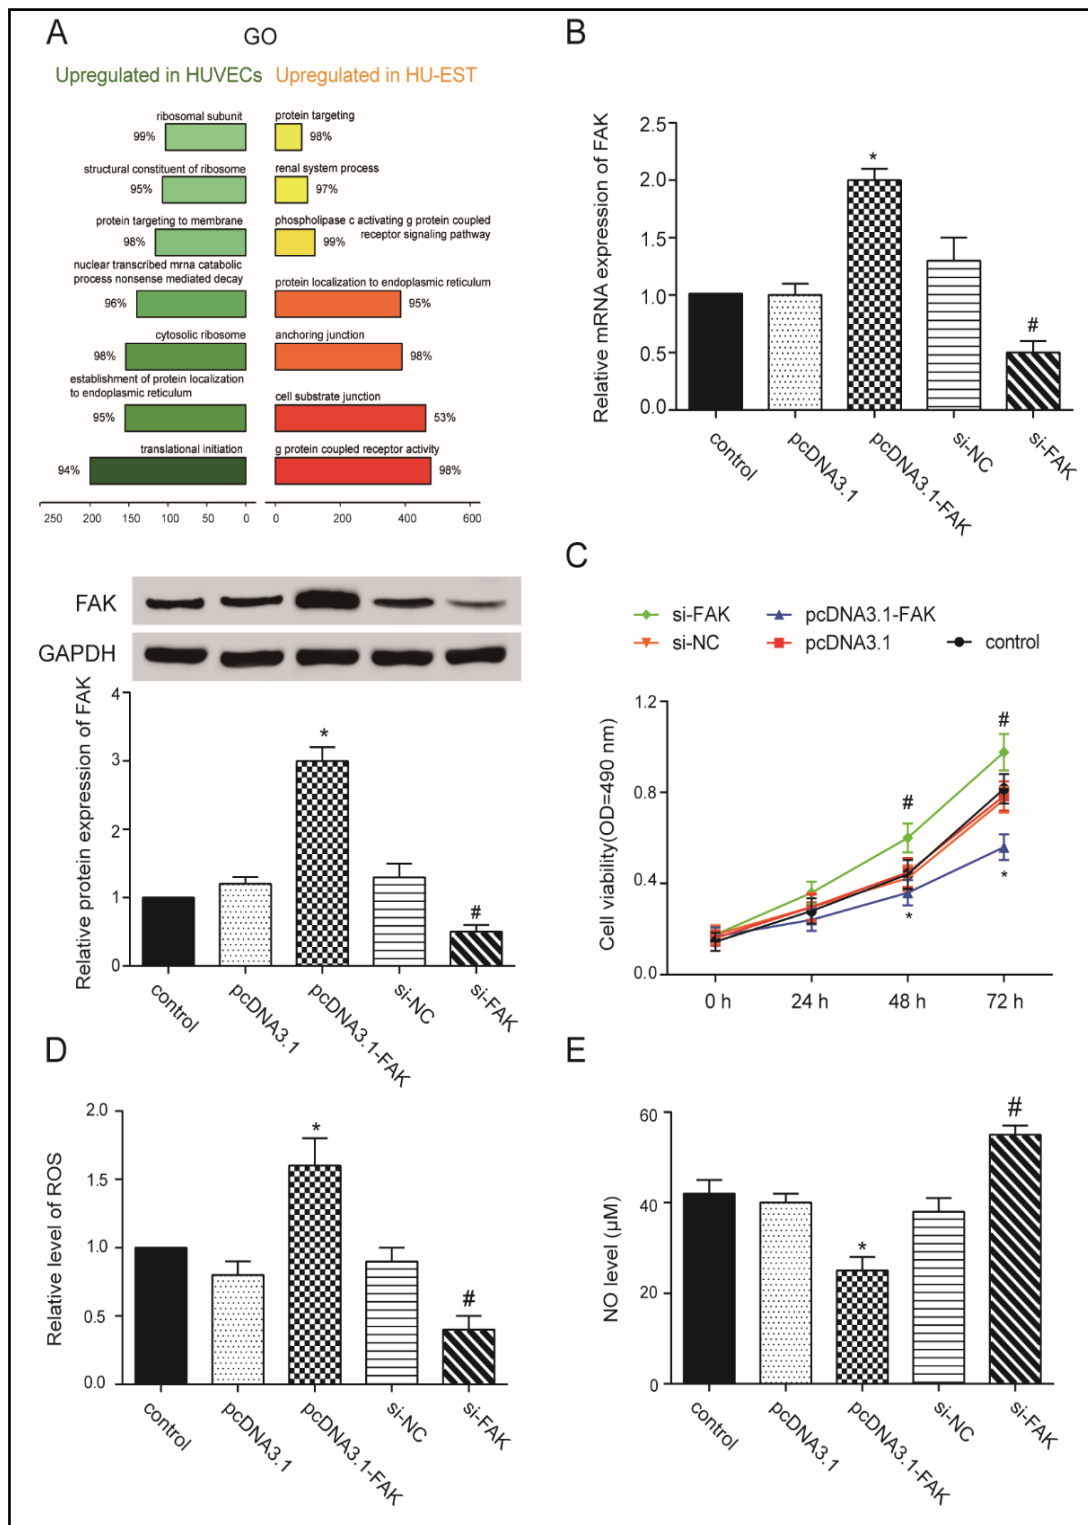 A
GO
Upregulated in HUVECs
Upregulated in HU-EST
ribosomal subunit
99%
structural constituent of ribosome
95%
protein targeting to membrane
98%
nuclear transcribed mrna catabolic
process nonsense mediated decay
96%
cytosolic ribosome
98%
establishment of protein localization
to endoplasmic reticulum
95%
translational initiation
94%
250 200 150 100 50 0
protein targeting
98%
renal system process
97%
phospholipase c activating g protein coupled
receptor signaling pathway
99%
protein localization to endoplasmic reticulum
95%
anchoring junction
98%
cell substrate junction
53%
g protein coupled receptor activity
98%
0 200 400 600
B
Relative mRNA expression of FAK
2.5
2.0
1.5
1.0
0.5
0.0
*
#
control
pcDNA3.1
pcDNA3.1-FAK
si-NC
si-FAK
FAK
GAPDH
Relative protein expression of FAK
4
3
2
1
0
*
#
control
pcDNA3.1
pcDNA3.1-FAK
si-NC
si-FAK
C
si-FAK
pcDNA3.1-FAK
si-NC
pcDNA3.1
control
Cell viability(OD=490 nm)
1.2
0.8
0.4
0.0
#
#
*
*
0 h 24 h 48 h 72 h
D
Relative level of ROS
2.0
1.5
1.0
0.5
0.0
*
#
control
pcDNA3.1
pcDNA3.1-FAK
si-NC
si-FAK
E
NO level (μM)
60
40
20
0
*
#
control
pcDNA3.1
pcDNA3.1-FAK
si-NC
si-FAK